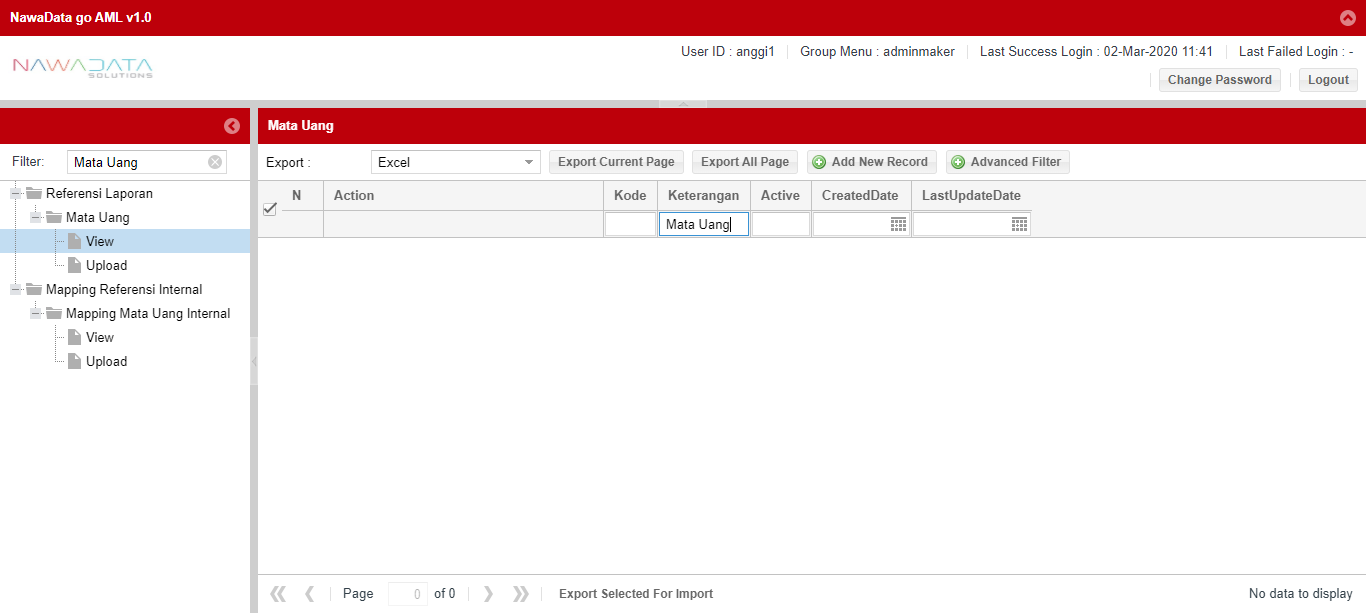 NawaData go AML v1.0
NAWADATA
SOLUTIONS
User ID : anggi1 Group Menu : adminmaker Last Success Login : 02-Mar-2020 11:41 Last Failed Login : -
Change Password Logout
Mata Uang
Filter: Mata Uang
Export : Excel Export Current Page Export All Page Add New Record Advanced Filter
Referensi Laporan
Mata Uang
View
Upload
Mapping Referensi Internal
Mapping Mata Uang Internal
View
Upload
N Action Kode Keterangan Active CreatedDate LastUpdateDate
Mata Uang
Page 0 of 0 Export Selected For Import No data to display